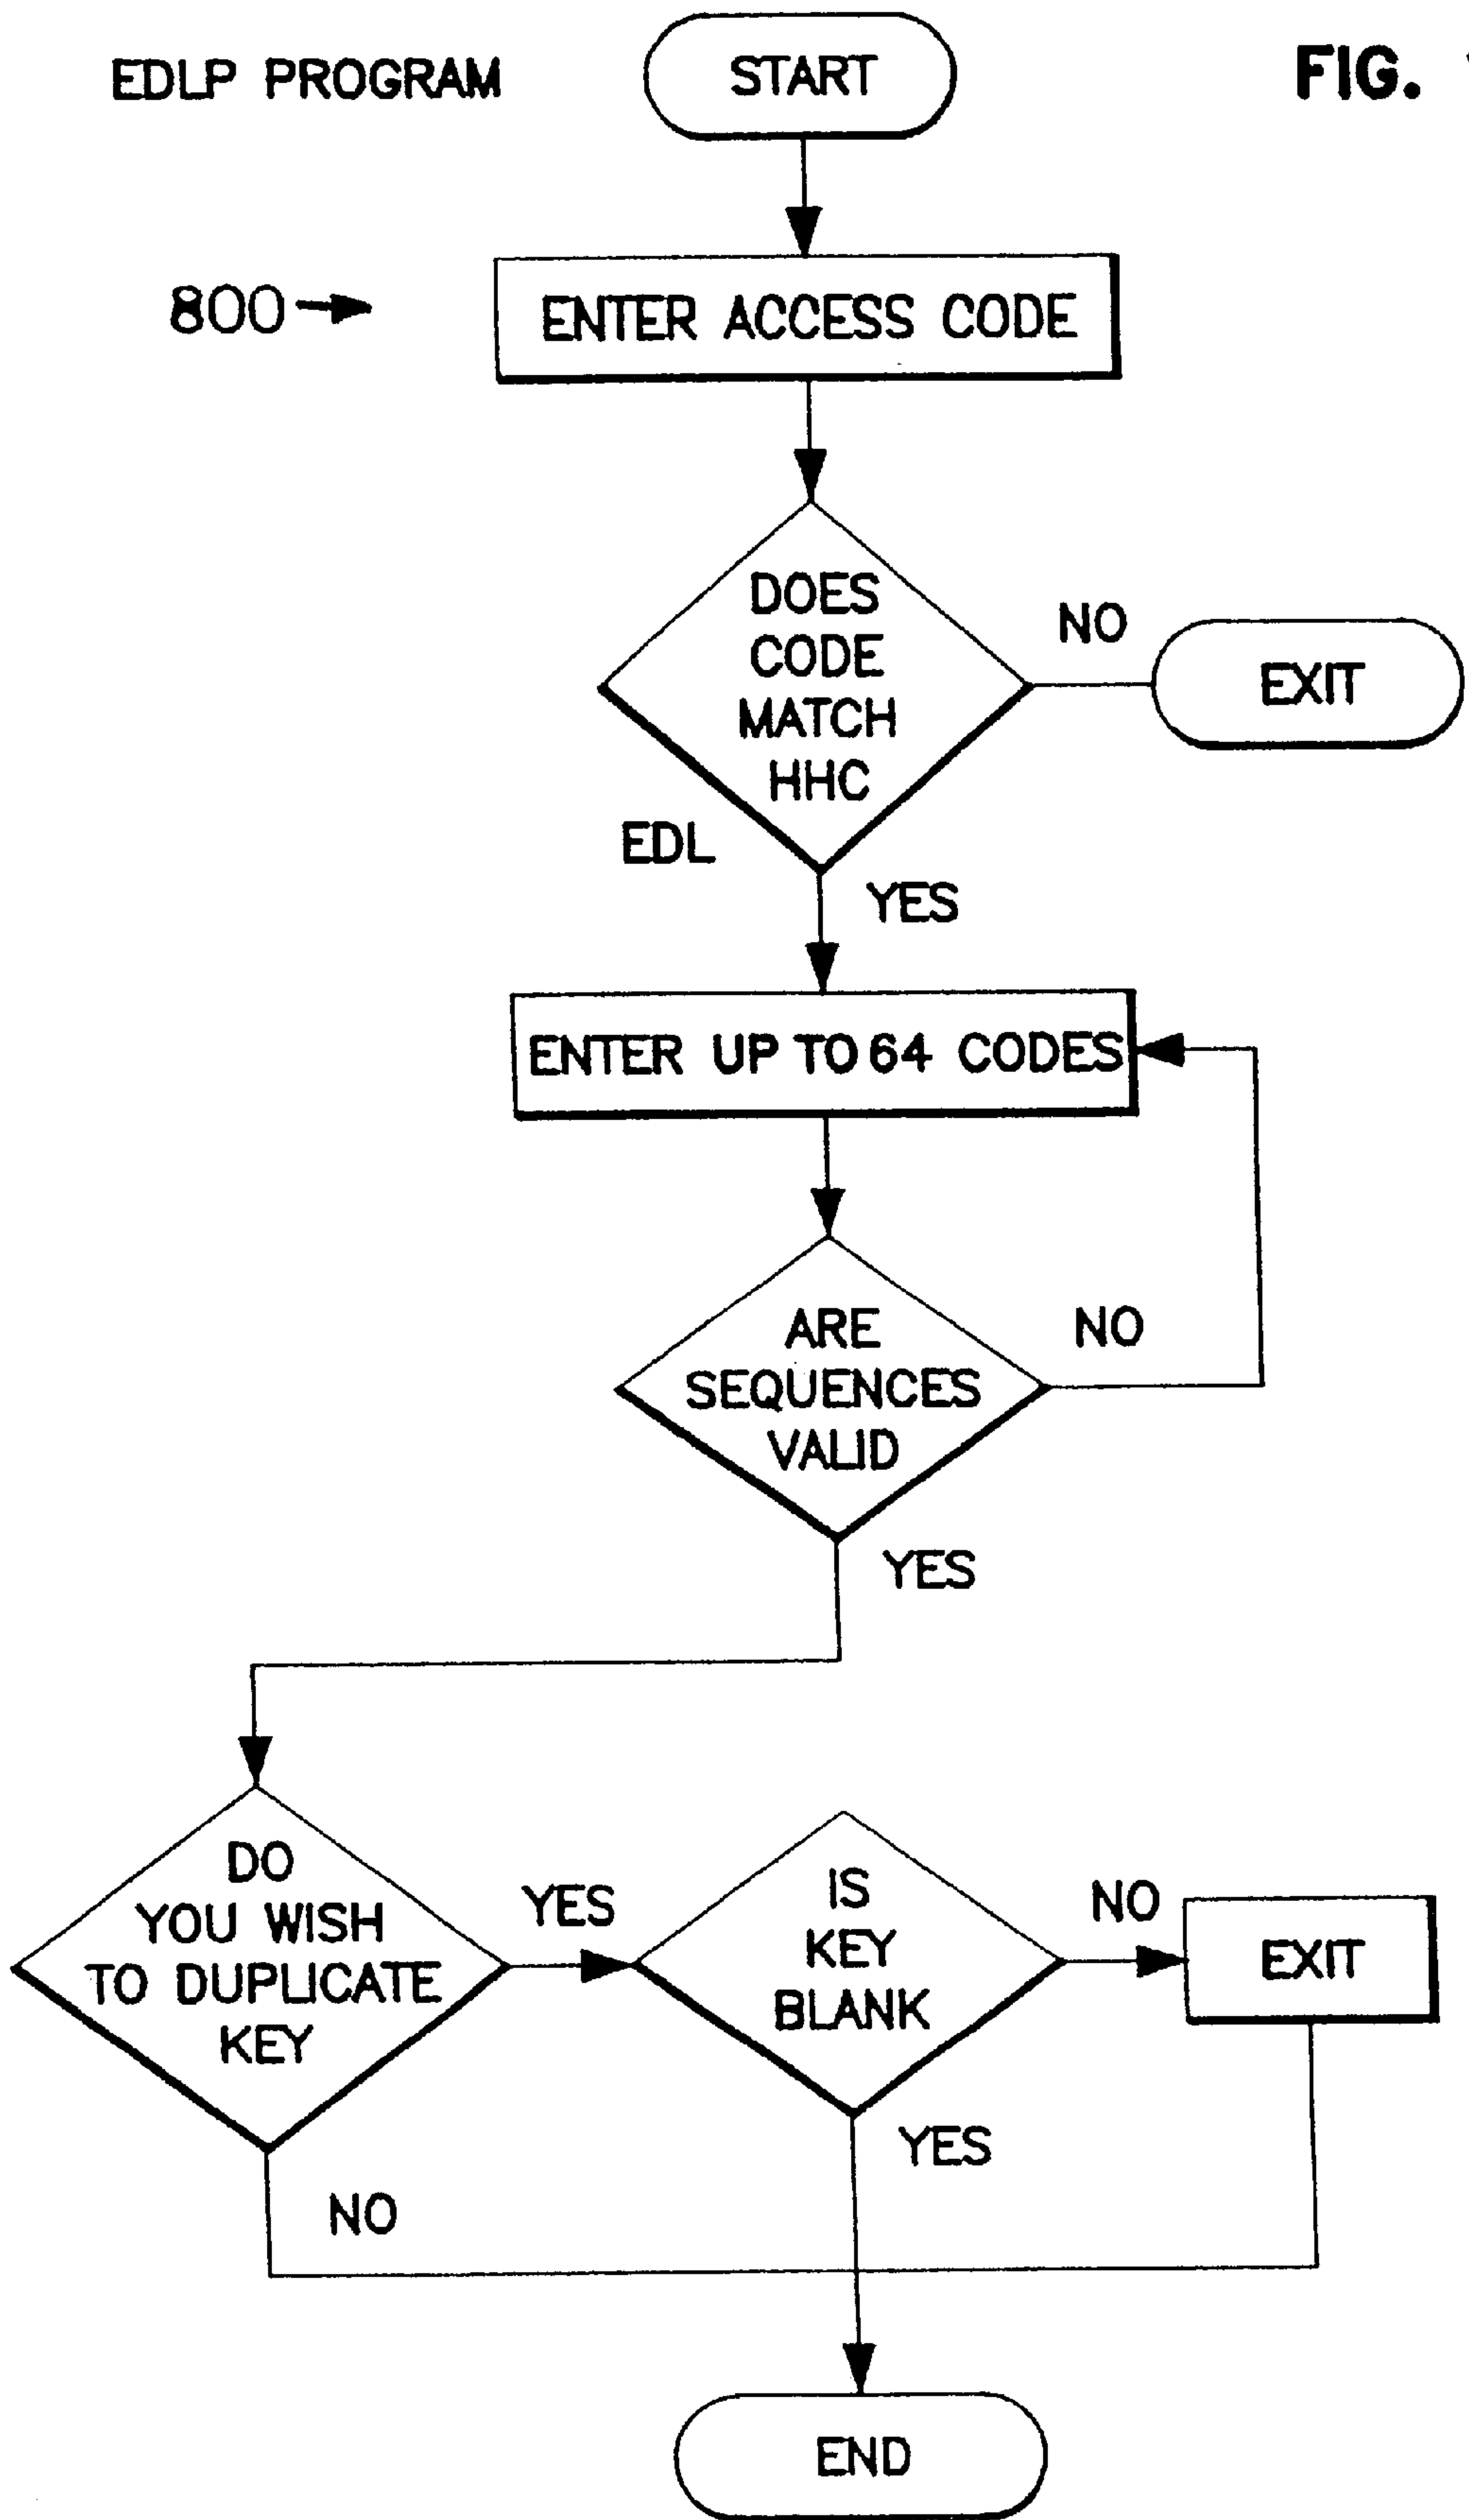 EDLP PROGRAM
START
FIG.
800
ENTER ACCESS CODE
DOES
CODE
MATCH
HHC
NO
EXIT
EDL
YES
ENTER UP TO 64 CODES
ARE
SEQUENCES
VALID
NO
YES
DO
YOU WISH
TO DUPLICATE
KEY
YES
IS
KEY
BLANK
NO
EXIT
YES
NO
END